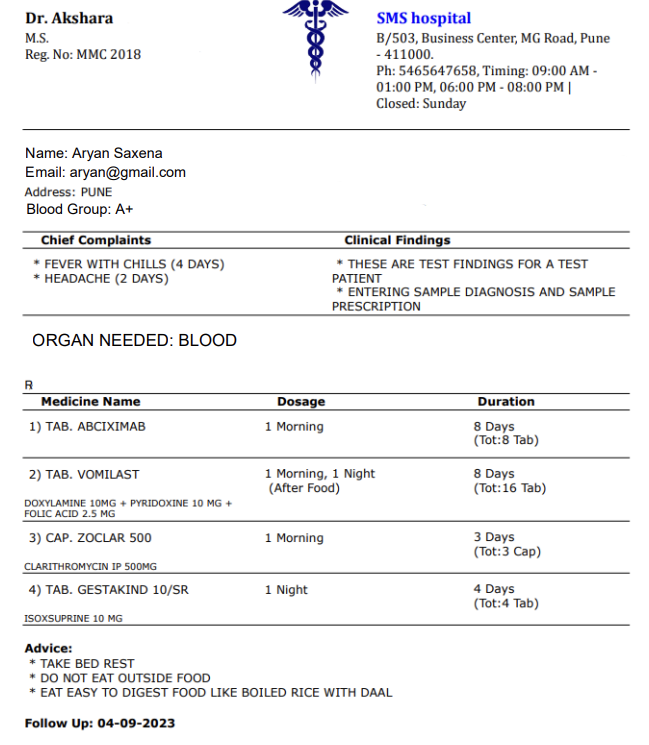 Dr. Akshara
M.S.
Reg. No: MMC 2018
SMS hospital
B/503, Business Center, MG Road, Pune
- 411000.
Ph: 5465647658, Timing: 09:00 AM -
01:00 PM, 06:00 PM - 08:00 PM |
Closed: Sunday
Name: Aryan Saxena
Email: aryan@gmail.com
Address: PUNE
Blood Group: A+
Chief Complaints Clinical Findings
* FEVER WITH CHILLS (4 DAYS)
* HEADACHE (2 DAYS)
* THESE ARE TEST FINDINGS FOR A TEST
PATIENT
* ENTERING SAMPLE DIAGNOSIS AND SAMPLE
PRESCRIPTION
ORGAN NEEDED: BLOOD
℞
Medicine Name Dosage Duration
1) TAB. ABCIXIMAB 1 Morning 8 Days
(Tot:8 Tab)
2) TAB. VOMILAST 1 Morning, 1 Night 8 Days
(After Food) (Tot:16 Tab)
DOXYLAMINE 10MG + PYRIDOXINE 10 MG +
FOLIC ACID 2.5 MG
3) CAP. ZOCLAR 500 1 Morning 3 Days
(Tot:3 Cap)
CLARITHROMYCIN IP 500MG
4) TAB. GESTAKIND 10/SR 1 Night 4 Days
(Tot:4 Tab)
ISOXSUPRINE 10 MG
Advice:
* TAKE BED REST
* DO NOT EAT OUTSIDE FOOD
* EAT EASY TO DIGEST FOOD LIKE BOILED RICE WITH DAAL
Follow Up: 04-09-2023